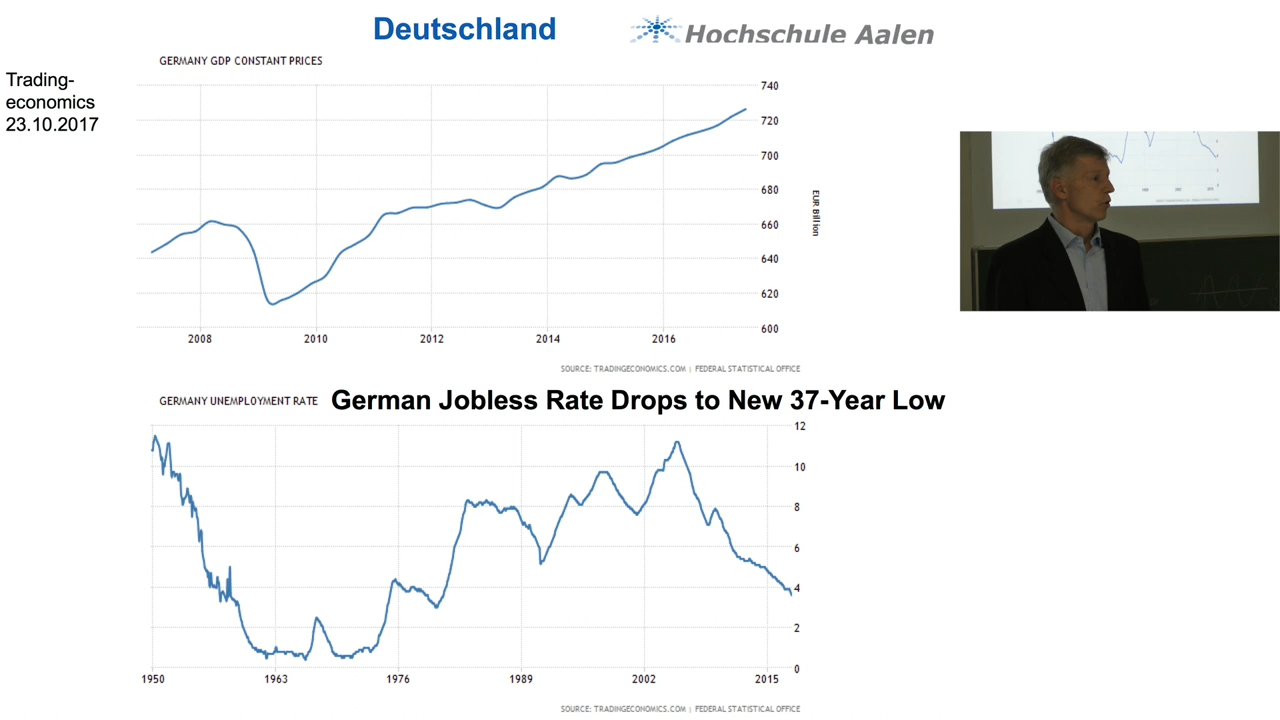 Deutschland
Hochschule Aalen
Trading-
economics
23.10.2017
GERMANY GDP CONSTANT PRICES
740
720
700
680
660
640
620
600
EUR Billion
2008
2010
2012
2014
2016
SOURCE: TRADINGECONOMICS.COM | FEDERAL STATISTICAL OFFICE
GERMANY UNEMPLOYMENT RATE
German Jobless Rate Drops to New 37-Year Low
12
10
8
6
4
2
0
1950
1963
1976
1989
2002
2015
SOURCE: TRADINGECONOMICS.COM | FEDERAL STATISTICAL OFFICE